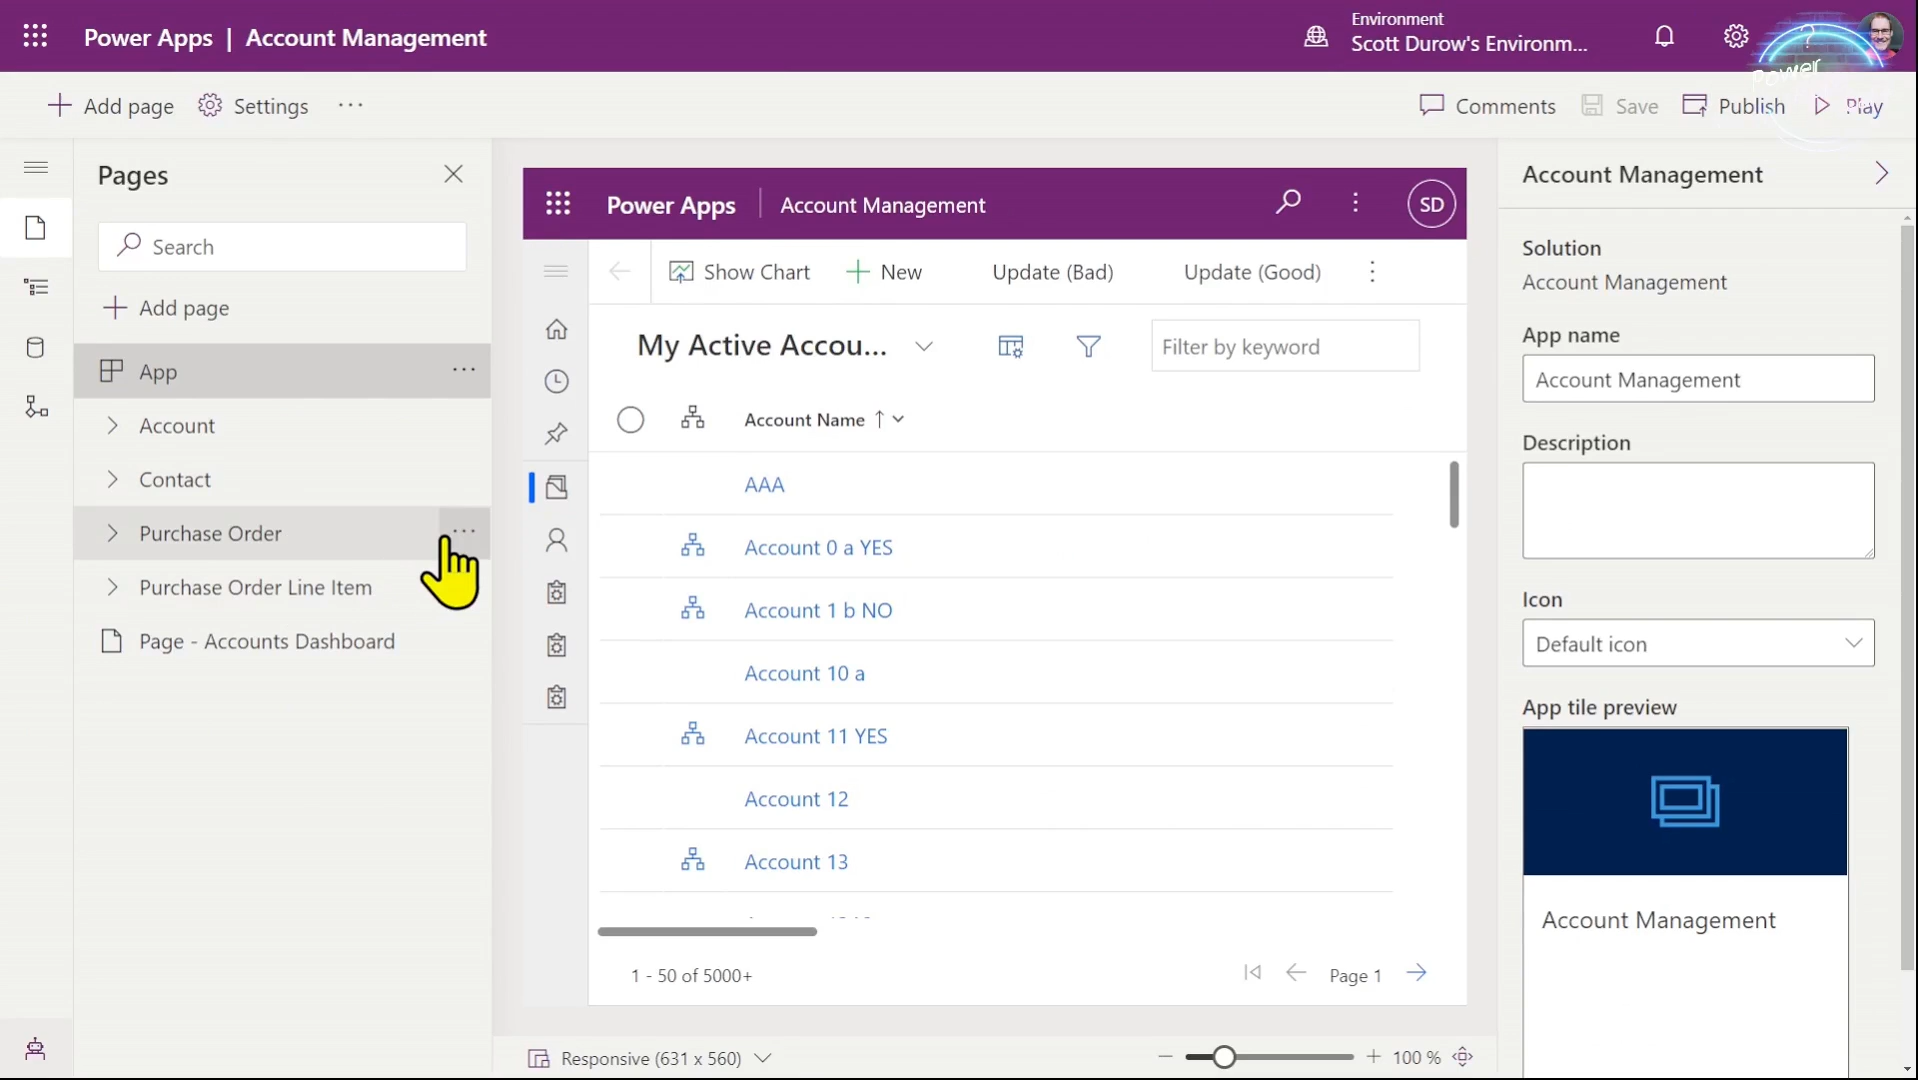 Power Apps | Account Management
Environment
Scott Durow's Environm...
Power
Add page
Settings
Comments
Save
Publish
Play
Pages
Search
Add page
App
Account
Contact
Purchase Order
Purchase Order Line Item
Page - Accounts Dashboard
Power Apps
Account Management
SD
Show Chart
New
Update (Bad)
Update (Good)
My Active Accou...
Filter by keyword
Account Name
AAA
Account 0 a YES
Account 1 b NO
Account 10 a
Account 11 YES
Account 12
Account 13
1 - 50 of 5000+
Page 1
Responsive (631 x 560)
100 %
Account Management
Solution
Account Management
App name
Account Management
Description
Icon
Default icon
App tile preview
Account Management